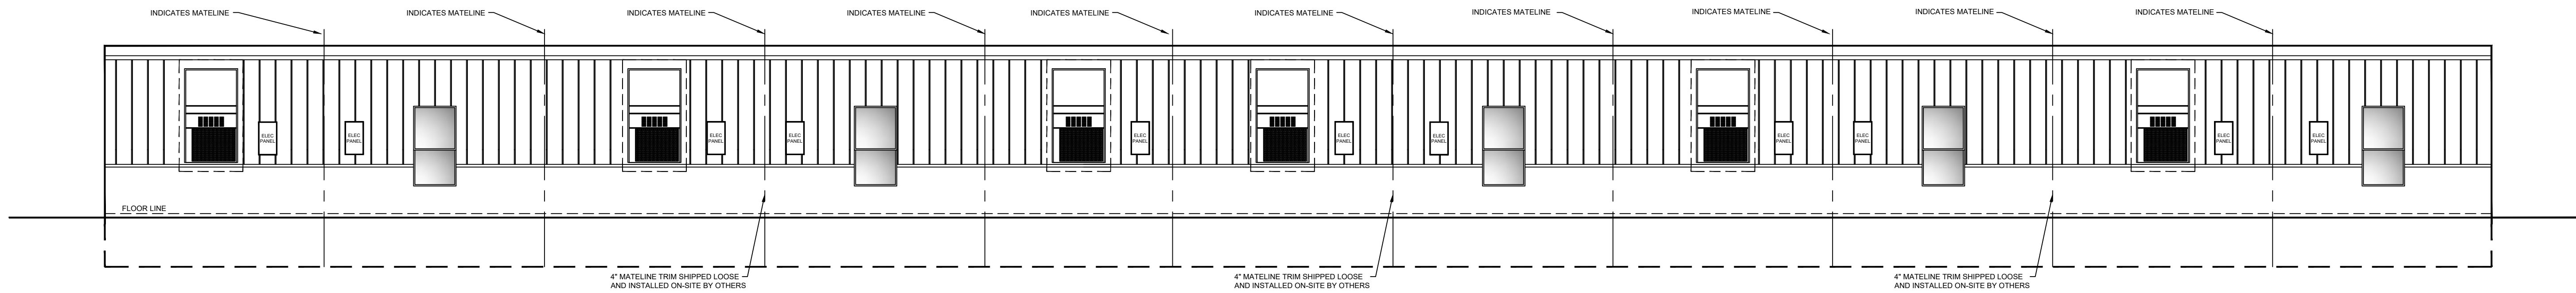 INDICATES MATELINE
INDICATES MATELINE
INDICATES MATELINE
INDICATES MATELINE
INDICATES MATELINE
INDICATES MATELINE
INDICATES MATELINE
INDICATES MATELINE
INDICATES MATELINE
INDICATES MATELINE
ELEC
PANEL
ELEC
PANEL
ELEC
PANEL
ELEC
PANEL
ELEC
PANEL
ELEC
PANEL
ELEC
PANEL
ELEC
PANEL
ELEC
PANEL
ELEC
PANEL
ELEC
PANEL
FLOOR LINE
4" MATELINE TRIM SHIPPED LOOSE
AND INSTALLED ON-SITE BY OTHERS
4" MATELINE TRIM SHIPPED LOOSE
AND INSTALLED ON-SITE BY OTHERS
4" MATELINE TRIM SHIPPED LOOSE
AND INSTALLED ON-SITE BY OTHERS